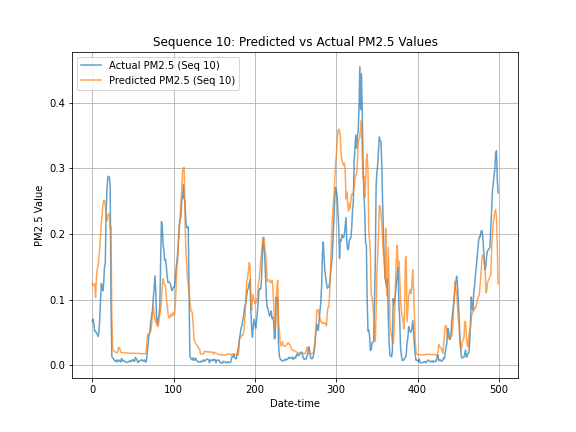 Sequence 10: Predicted vs Actual PM2.5 Values
Actual PM2.5 (Seq 10)
Predicted PM2.5 (Seq 10)
0.4
0.3
0.2
0.1
0.0
PM2.5 Value
0 100 200 300 400 500
Date-time